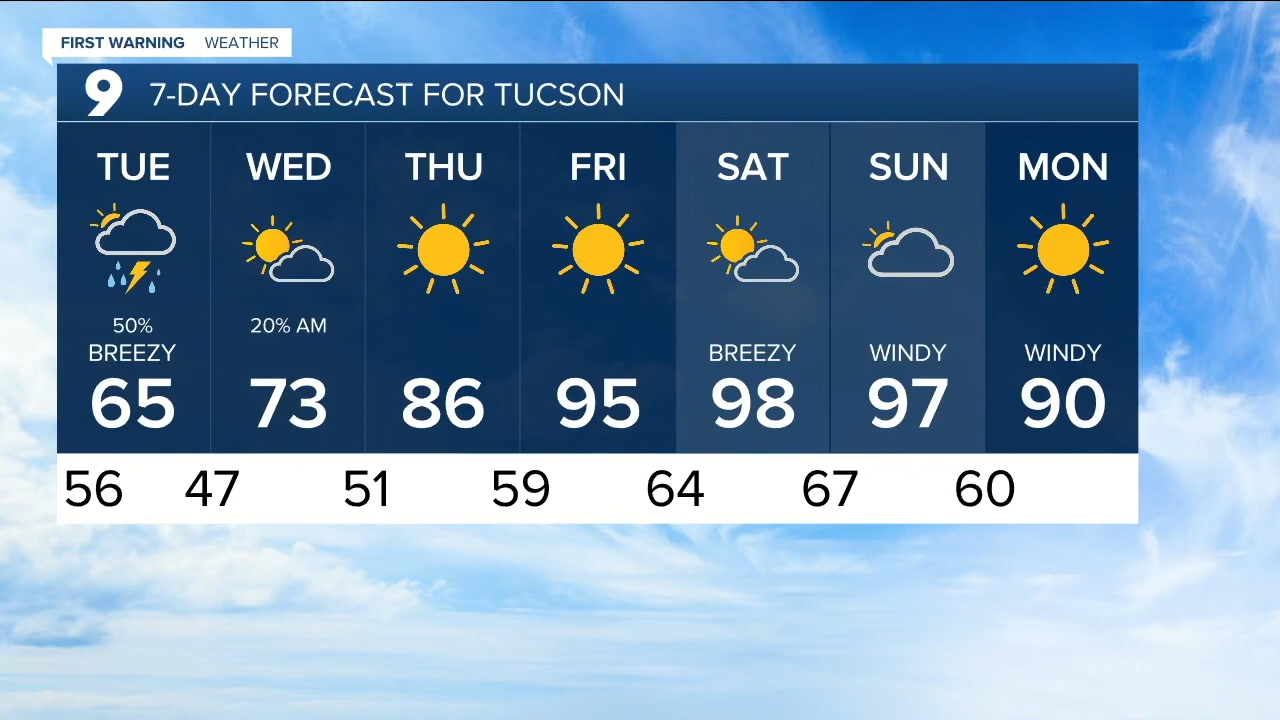 FIRST WARNING WEATHER
9 7-DAY FORECAST FOR TUCSON
TUE WED THU FRI SAT SUN MON
50% 20% AM
BREEZY BREEZY WINDY WINDY
65 73 86 95 98 97 90
56 47 51 59 64 67 60